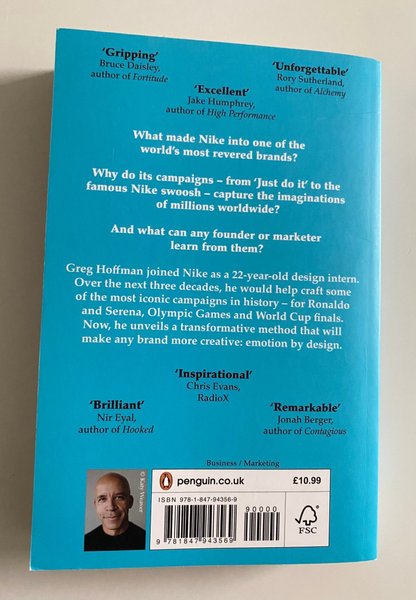 ‘Gripping’
Bruce Daisley,
author of Fortitude
‘Unforgettable’
Rory Sutherland,
author of Alchemy
‘Excellent’
Jake Humphrey,
author of High Performance
What made Nike into one of the
world’s most revered brands?
Why do its campaigns – from ‘Just do it’ to the
famous Nike swoosh – capture the imaginations
of millions worldwide?
And what can any founder or marketer
learn from them?
Greg Hoffman joined Nike as a 22-year-old design intern.
Over the next three decades, he would help craft some
of the most iconic campaigns in history – for Ronaldo
and Serena, Olympic Games and World Cup finals.
Now, he unveils a transformative method that will
make any brand more creative: emotion by design.
‘Inspirational’
Chris Evans,
RadioX
‘Brilliant’
Nir Eyal,
author of Hooked
‘Remarkable’
Jonah Berger,
author of Contagious
Business / Marketing
© Katy Weaver
penguin.co.uk
£10.99
ISBN 978-1-847-94356-9
90000
9 781847 943569
FSC